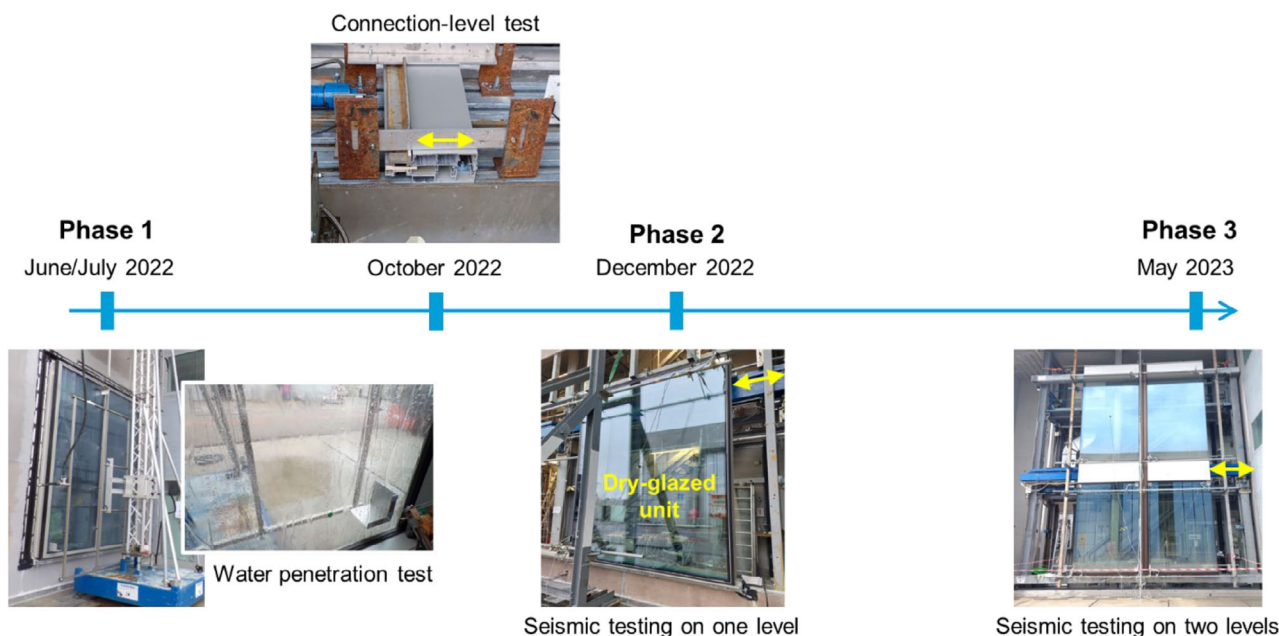 Connection-level test
Phase 1
June/July 2022
October 2022
Phase 2
December 2022
Phase 3
May 2023
Water penetration test
Dry-glazed
unit
Seismic testing on one level
Seismic testing on two levels